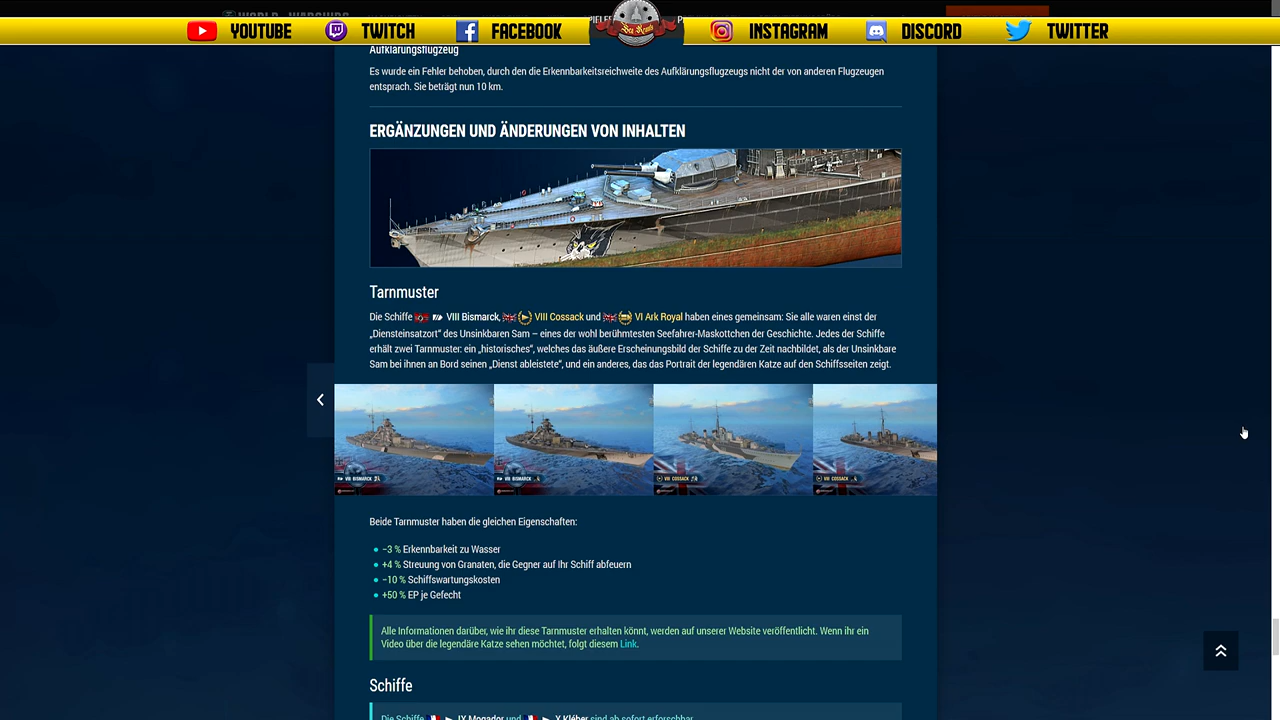 YOUTUBE TWITCH FACEBOOK INSTAGRAM DISCORD TWITTER
Aufklärungsflugzeug
Es wurde ein Fehler behoben, durch den die Erkennbarkeitsreichweite des Aufklärungsflugzeugs nicht der von anderen Flugzeugen
entsprach. Sie beträgt nun 10 km.
ERGÄNZUNGEN UND ÄNDERUNGEN VON INHALTEN
Tarnmuster
Die Schiffe VIII Bismarck, VIII Cossack und VI Ark Royal haben eines gemeinsam: Sie alle waren einst der
„Diensteinsatzort“ des Unsinkbaren Sam – eines der wohl berühmtesten Seefahrer-Maskottchen der Geschichte. Jedes der Schiffe
erhält zwei Tarnmuster: ein „historisches“, welches das äußere Erscheinungsbild der Schiffe zu der Zeit nachbildet, als der Unsinkbare
Sam bei ihnen an Bord seinen „Dienst ableistete“, und ein anderes, das das Portrait der legendären Katze auf den Schiffsseiten zeigt.
VIII BISMARCK VIII BISMARCK VIII COSSACK VIII COSSACK
Beide Tarnmuster haben die gleichen Eigenschaften:
−3 % Erkennbarkeit zu Wasser
+4 % Streuung von Granaten, die Gegner auf Ihr Schiff abfeuern
−10 % Schiffswartungskosten
+50 % EP je Gefecht
Alle Informationen darüber, wie ihr diese Tarnmuster erhalten könnt, werden auf unserer Website veröffentlicht. Wenn ihr ein
Video über die legendäre Katze sehen möchtet, folgt diesem Link.
Schiffe
Die Schiffe IX Mogador und X Kléber sind ab sofort erforschbar